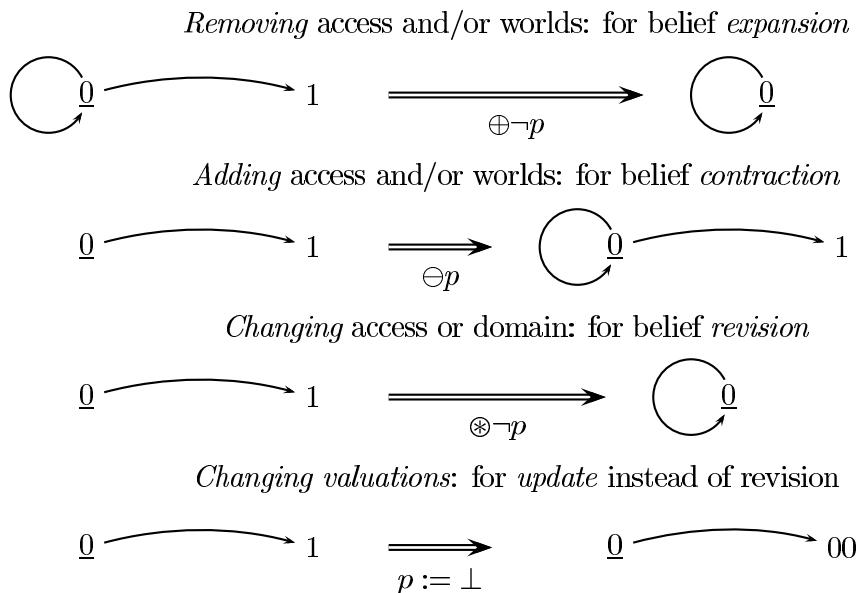 Removing access and/or worlds: for belief expansion
0 1 0
⊕¬p
Adding access and/or worlds: for belief contraction
0 1 0 1
⊖p
Changing access or domain: for belief revision
0 1 0
⊛¬p
Changing valuations: for update instead of revision
0 1 0 00
p := ⊥